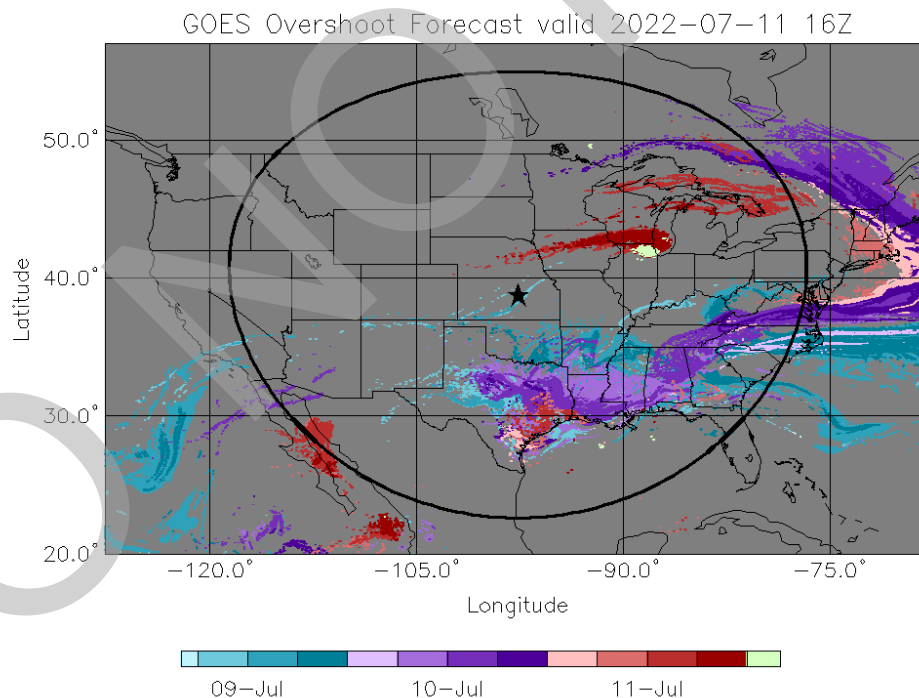 GOES Overshoot Forecast valid 2022-07-11 16Z
50.0°
40.0°
30.0°
20.0°
Latitude
-120.0° -105.0° -90.0° -75.0°
Longitude
09-Jul 10-Jul 11-Jul